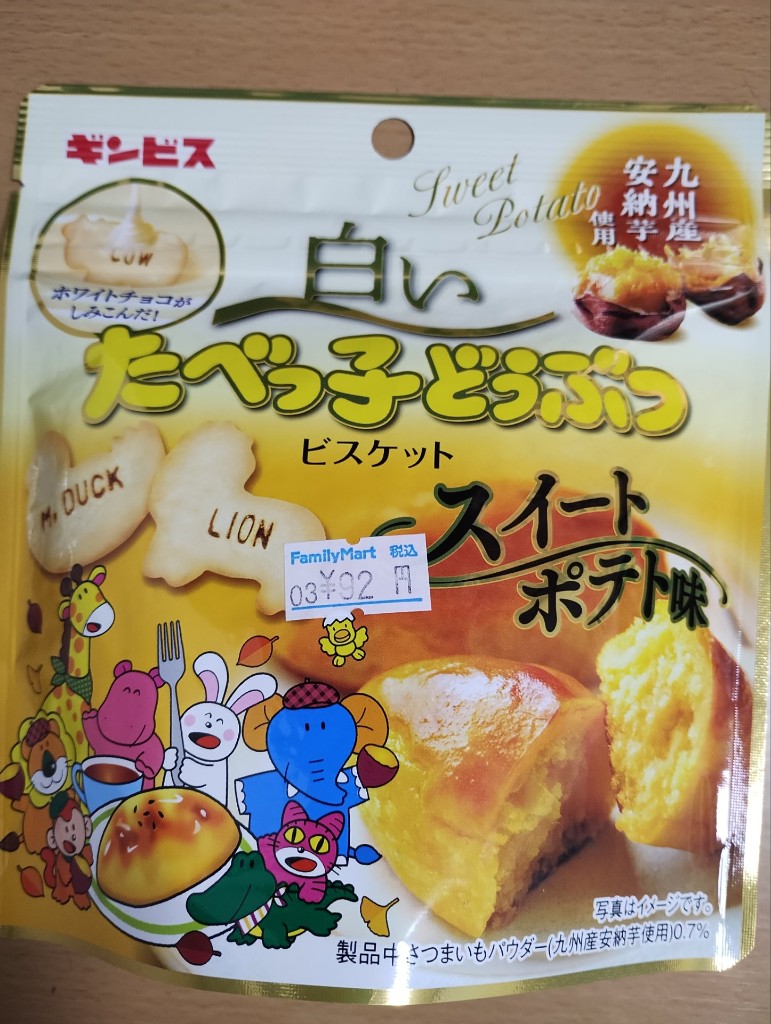 ギンビス
Sweet
Potato
九州産
安納芋
使用
COW
ホワイトチョコが
しみこんだ!
白い
たべっ子どうぶつ
ビスケット
M. DUCK
LION
スイート
ポテト味
FamilyMart 税込
03¥92円
写真はイメージです。
製品中さつまいもパウダー(九州産安納芋使用)0.7%